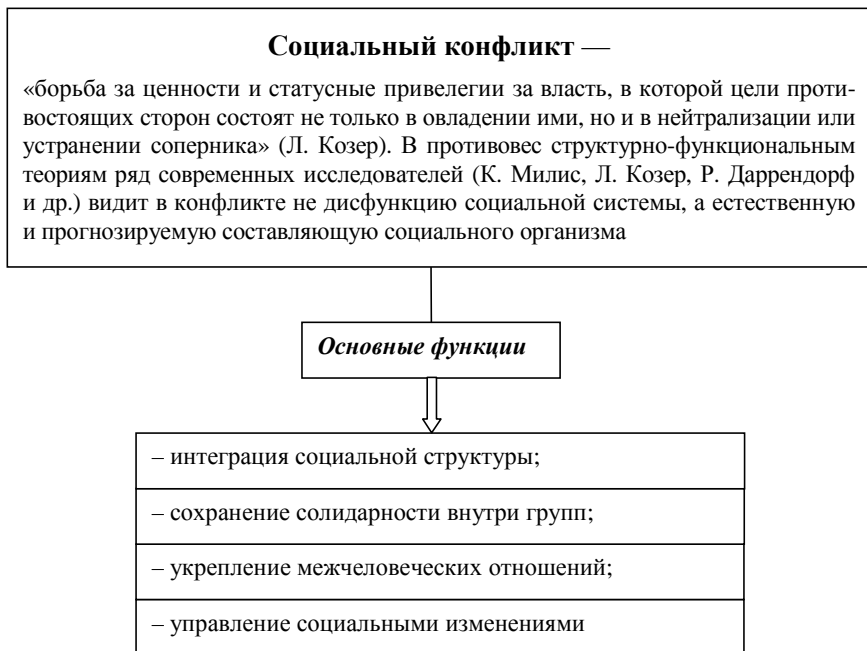 Социальный конфликт —
«борьба за ценности и статусные привелегии за власть, в которой цели проти-
востоящих сторон состоят не только в овладении ими, но и в нейтрализации или
устранении соперника» (Л. Козер). В противовес структурно-функциональным
теориям ряд современных исследователей (К. Милис, Л. Козер, Р. Даррендорф
и др.) видит в конфликте не дисфункцию социальной системы, а естественную
и прогнозируемую составляющую социального организма
Основные функции
– интеграция социальной структуры;
– сохранение солидарности внутри групп;
– укрепление межчеловеческих отношений;
– управление социальными изменениями